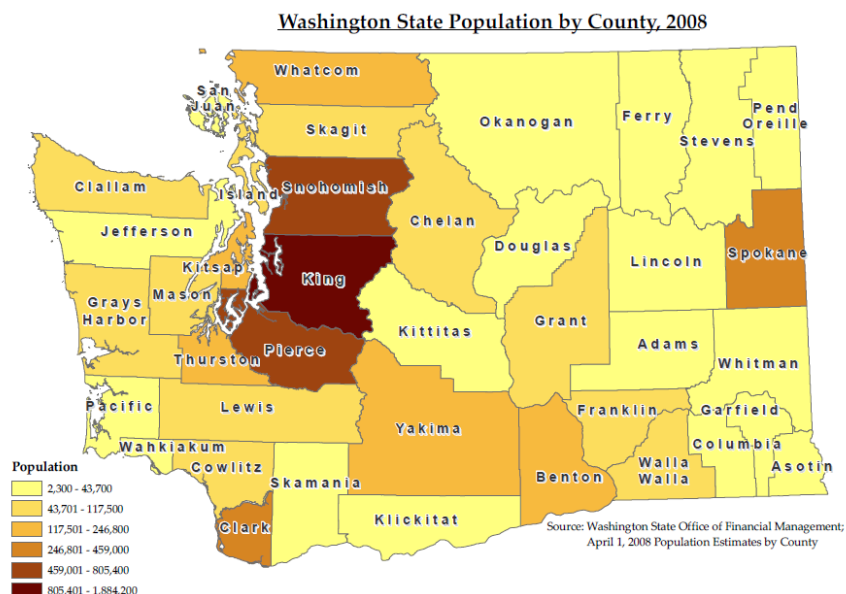 Washington State Population by County, 2008
Whatcom
San
Juan
Skagit
Okanogan
Ferry
Stevens
Pend
Oreille
Clallam
Island
Snohomish
Chelan
Jefferson
Douglas
Spokane
Lincoln
Kitsap
King
Mason
Grays
Harbor
Kittitas
Grant
Adams
Thurston
Pierce
Whitman
Pacific
Lewis
Yakima
Franklin
Garfield
Wahkiakum
Cowlitz
Columbia
Walla
Walla
Asotin
Skamania
Benton
Clark
Klickitat
Population
2,300 - 43,700
43,701 - 117,500
117,501 - 246,800
246,801 - 459,000
459,001 - 805,400
805,401 - 1,884,200
Source: Washington State Office of Financial Management;
April 1, 2008 Population Estimates by County